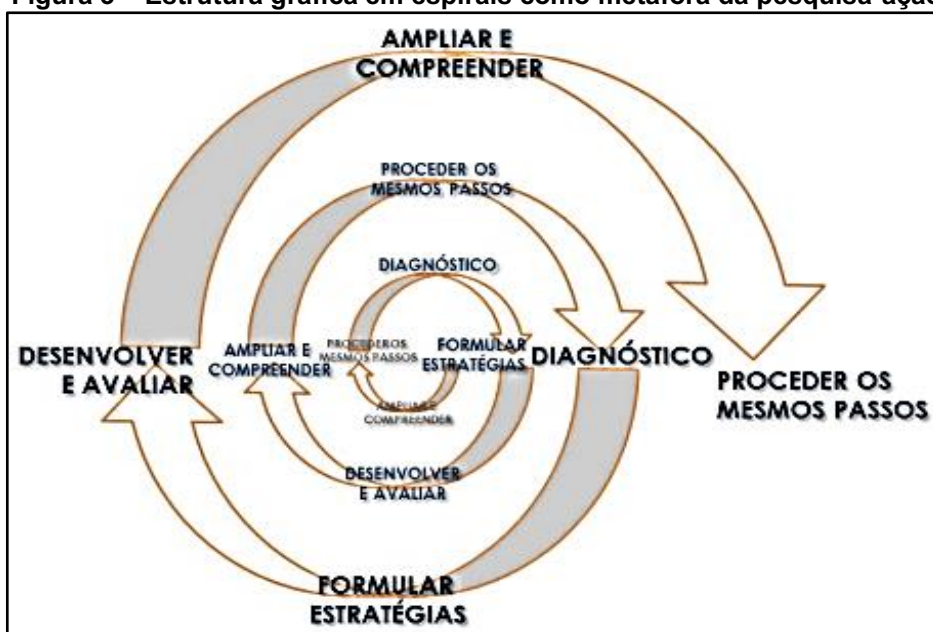 Figura 3 – Estrutura gráfica em espirais como metáfora da pesquisa-ação
AMPLIAR E
COMPREENDER
PROCEDER OS
MESMOS PASSOS
DIAGNÓSTICO
DESENVOLVER
E AVALIAR
AMPLIAR E
COMPREENDER
PROCEDER OS
MESMOS PASSOS
FORMULAR
ESTRATÉGIAS
DIAGNÓSTICO
PROCEDER OS
MESMOS PASSOS
AMPLIAR E
COMPREENDER
DESENVOLVER
E AVALIAR
FORMULAR
ESTRATÉGIAS